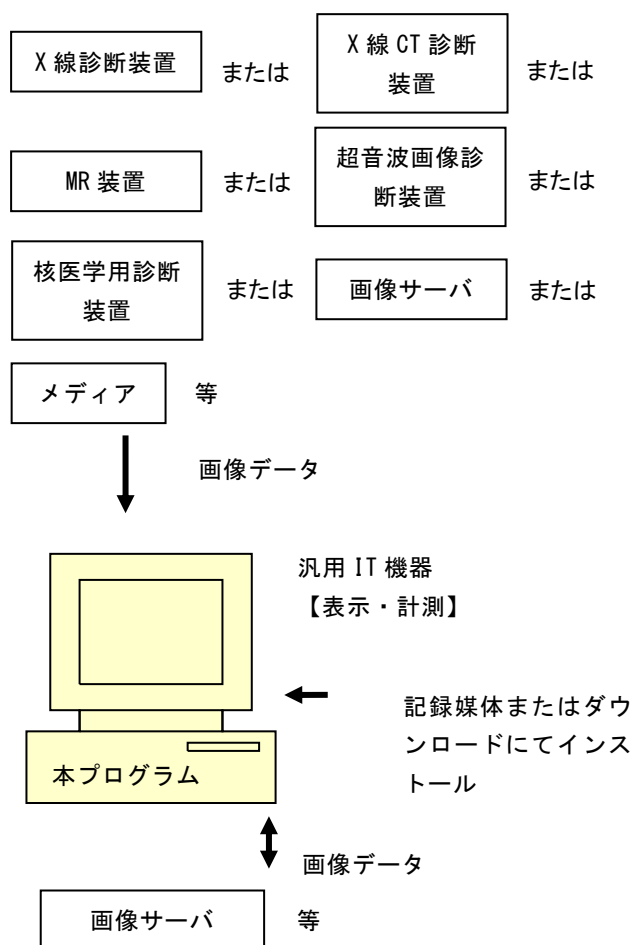 X線診断装置 または X線CT診断 または
装置
MR装置 または 超音波画像診 または
断装置
核医学用診断 または 画像サーバ または
装置
メディア 等
画像データ
汎用IT機器
【表示・計測】
記録媒体またはダウ
ンロードにてインス
トール
本プログラム
画像データ
画像サーバ 等